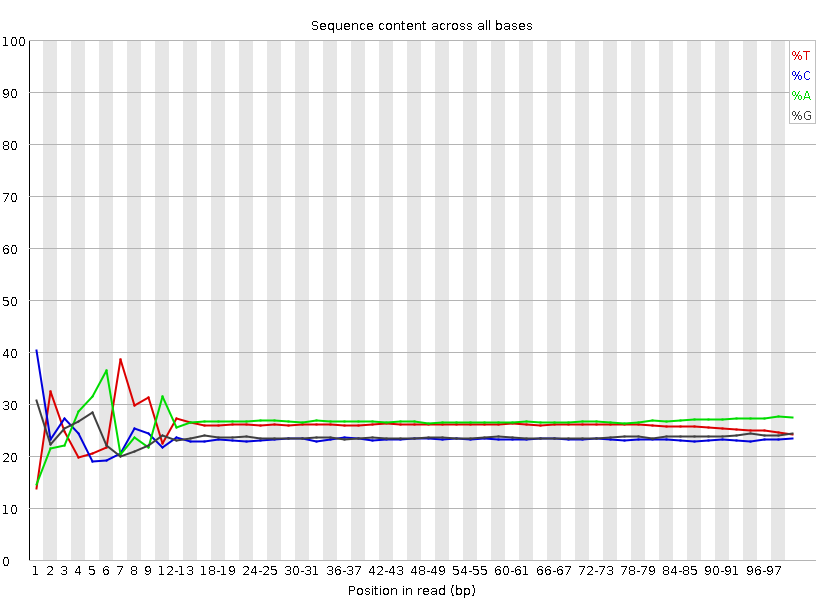 Sequence content across all bases
100
90
80
70
60
50
40
30
20
10
0
%T
%C
%A
%G
1 2 3 4 5 6 7 8 9 12-13 18-19 24-25 30-31 36-37 42-43 48-49 54-55 60-61 66-67 72-73 78-79 84-85 90-91 96-97
Position in read (bp)